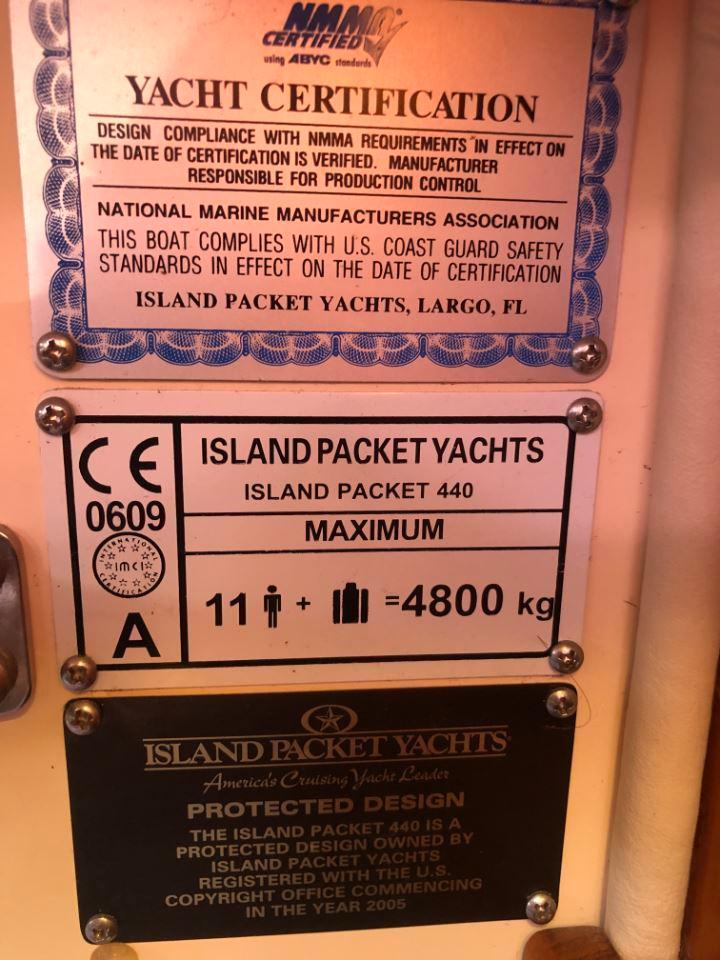 NMMA
CERTIFIED
using ABYC standards
YACHT CERTIFICATION
DESIGN COMPLIANCE WITH NMMA REQUIREMENTS IN EFFECT ON
THE DATE OF CERTIFICATION IS VERIFIED. MANUFACTURER
RESPONSIBLE FOR PRODUCTION CONTROL
NATIONAL MARINE MANUFACTURERS ASSOCIATION
THIS BOAT COMPLIES WITH U.S. COAST GUARD SAFETY
STANDARDS IN EFFECT ON THE DATE OF CERTIFICATION
ISLAND PACKET YACHTS, LARGO, FL
CE
0609
INTERNATIONAL
IMCI
CERTIFICATION
A
ISLAND PACKET YACHTS
ISLAND PACKET 440
MAXIMUM
11 + =4800 kg
ISLAND PACKET YACHTS
America's Cruising Yacht Leader
PROTECTED DESIGN
THE ISLAND PACKET 440 IS A
PROTECTED DESIGN OWNED BY
ISLAND PACKET YACHTS
REGISTERED WITH THE U.S.
COPYRIGHT OFFICE COMMENCING
IN THE YEAR 2005